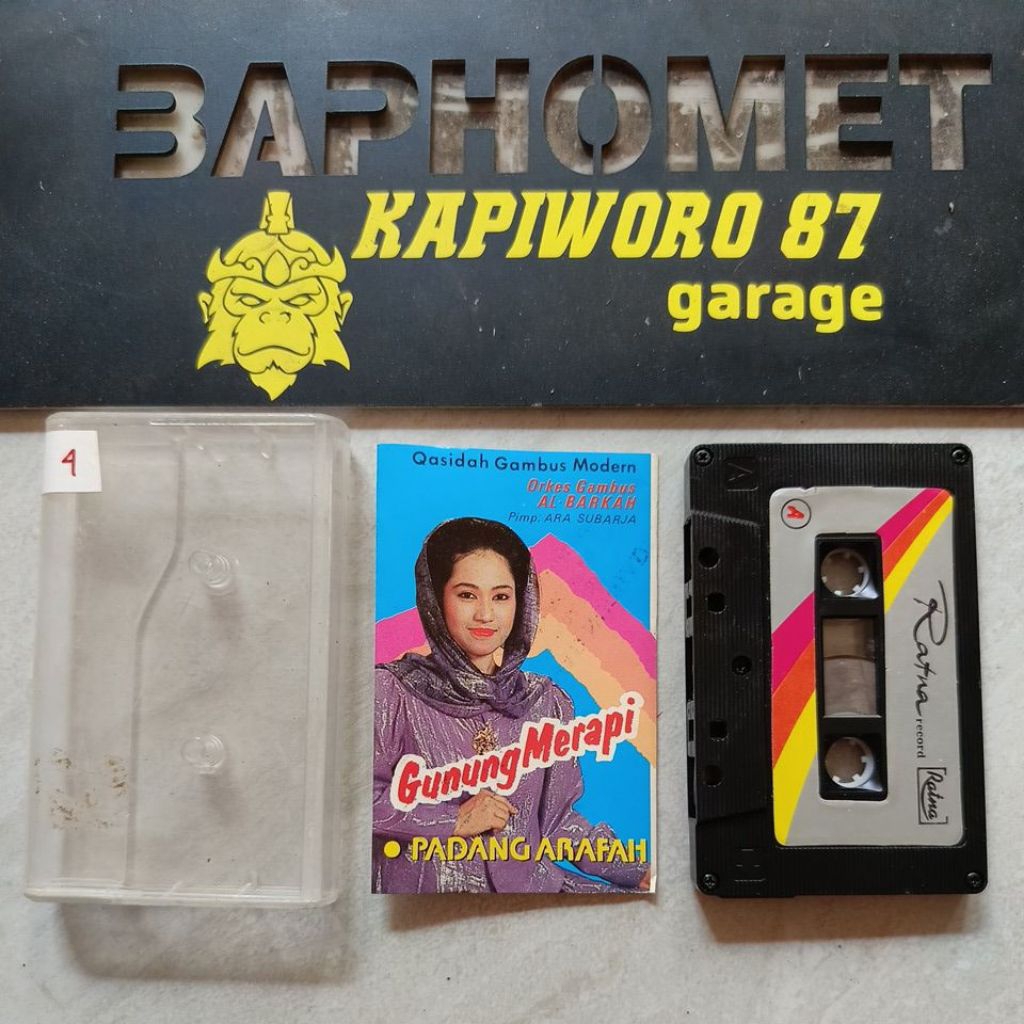 BAPHOMET
KAPIWORO 87
garage
4
Qasidah Gambus Modern
Orkes Gambus
AL-BARKAH
Pimp: ARA SUBARJA
Gunung Merapi
• PADANG ARAFAH
A
A
Ratna record
Ratna